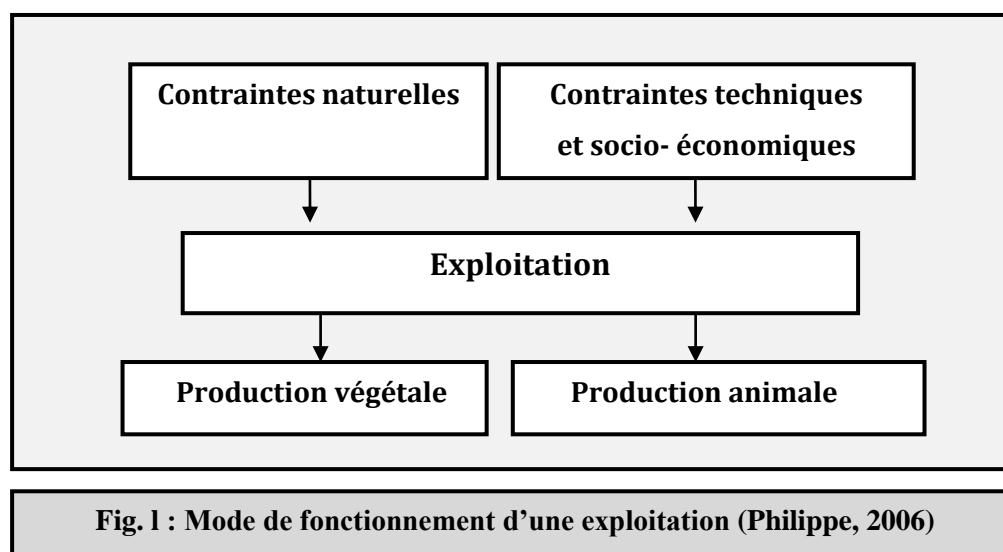 Contraintes naturelles
Contraintes techniques
et socio- économiques
Exploitation
Production végétale
Production animale
Fig. l : Mode de fonctionnement d’une exploitation (Philippe, 2006)